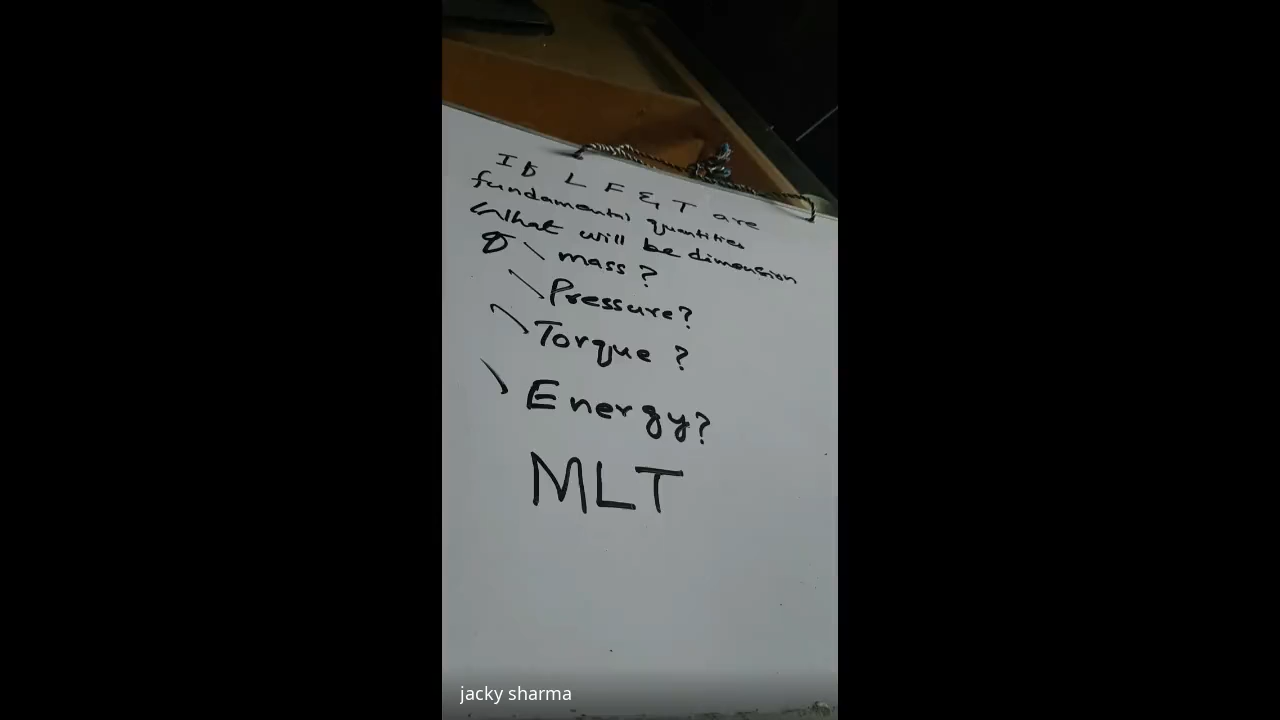 If L F & T are
fundamental quantities
What will be dimension
of mass?
Pressure?
Torque?
Energy?
MLT
jacky sharma